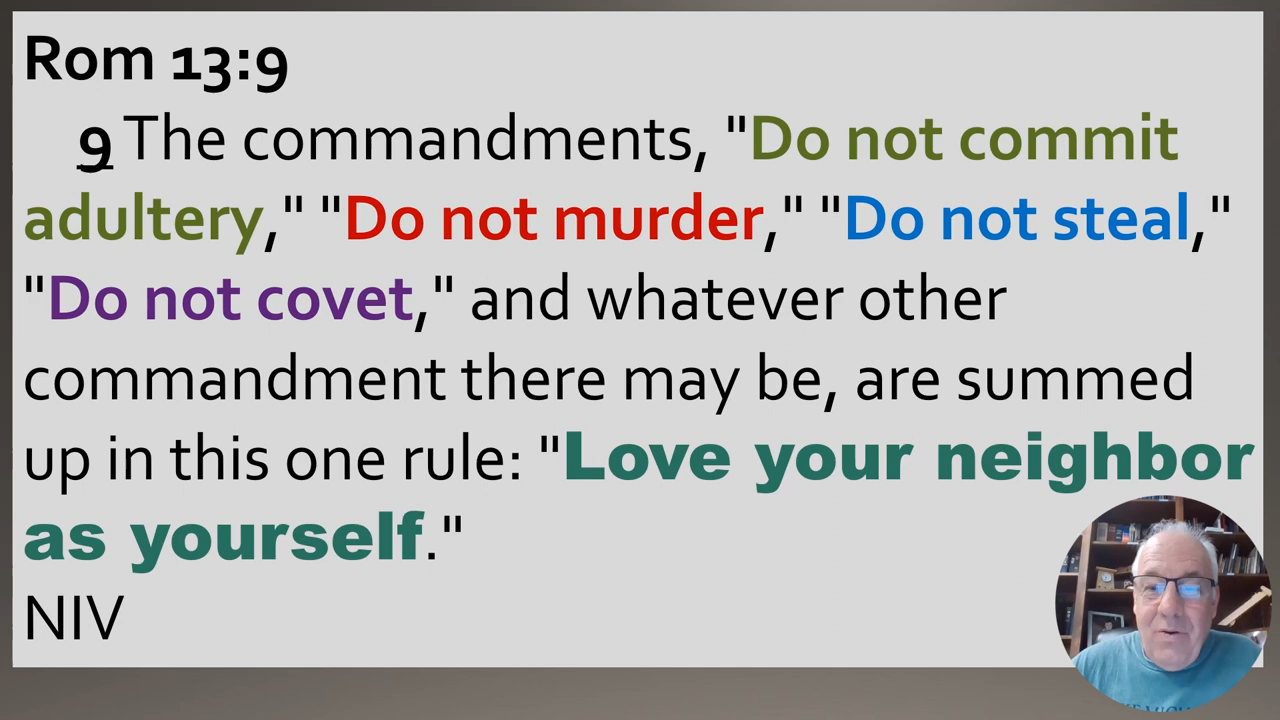 Rom 13:9
9 The commandments, "Do not commit
adultery," "Do not murder," "Do not steal,"
"Do not covet," and whatever other
commandment there may be, are summed
up in this one rule: "Love your neighbor
as yourself."
NIV